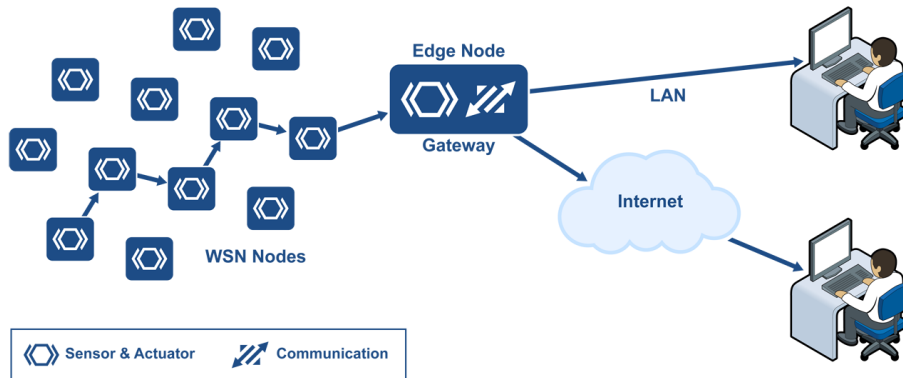 Edge Node
Gateway
LAN
Internet
WSN Nodes
Sensor & Actuator
Communication